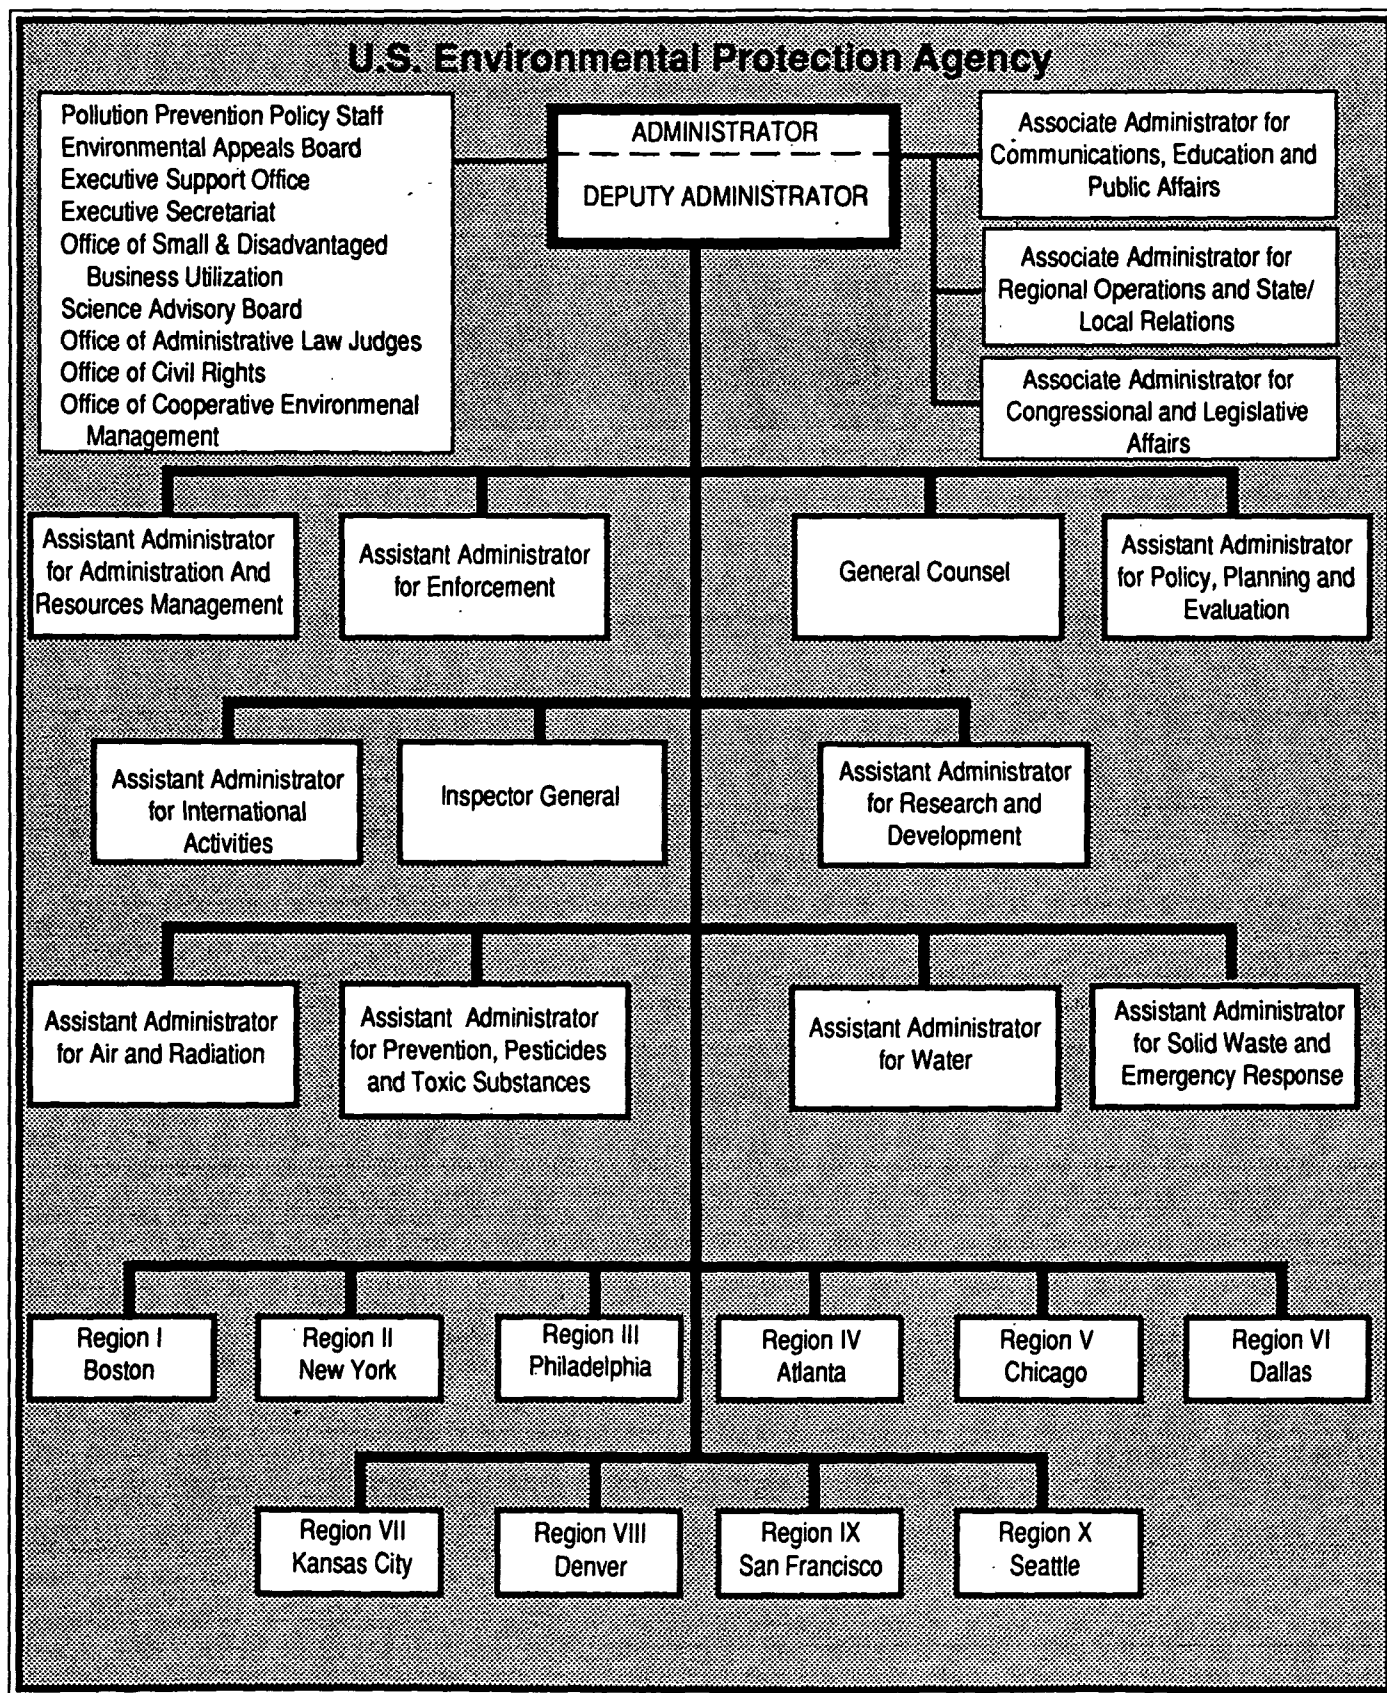 U.S. Environmental Protection Agency
Pollution Prevention Policy Staff
Environmental Appeals Board
Executive Support Office
Executive Secretariat
Office of Small & Disadvantaged
Business Utilization
Science Advisory Board
Office of Administrative Law Judges
Office of Civil Rights
Office of Cooperative Environmenal
Management
ADMINISTRATOR
DEPUTY ADMINISTRATOR
Associate Administrator for
Communications, Education and
Public Affairs
Associate Administrator for
Regional Operations and State/
Local Relations
Associate Administrator for
Congressional and Legislative
Affairs
Assistant Administrator
for Administration And
Resources Management
Assistant Administrator
for Enforcement
General Counsel
Assistant Administrator
for Policy, Planning and
Evaluation
Assistant Administrator
for International
Activities
Inspector General
Assistant Administrator
for Research and
Development
Assistant Administrator
for Air and Radiation
Assistant Administrator
for Prevention, Pesticides
and Toxic Substances
Assistant Administrator
for Water
Assistant Administrator
for Solid Waste and
Emergency Response
Region I
Boston
Region II
New York
Region III
Philadelphia
Region IV
Atlanta
Region V
Chicago
Region VI
Dallas
Region VII
Kansas City
Region VIII
Denver
Region IX
San Francisco
Region X
Seattle